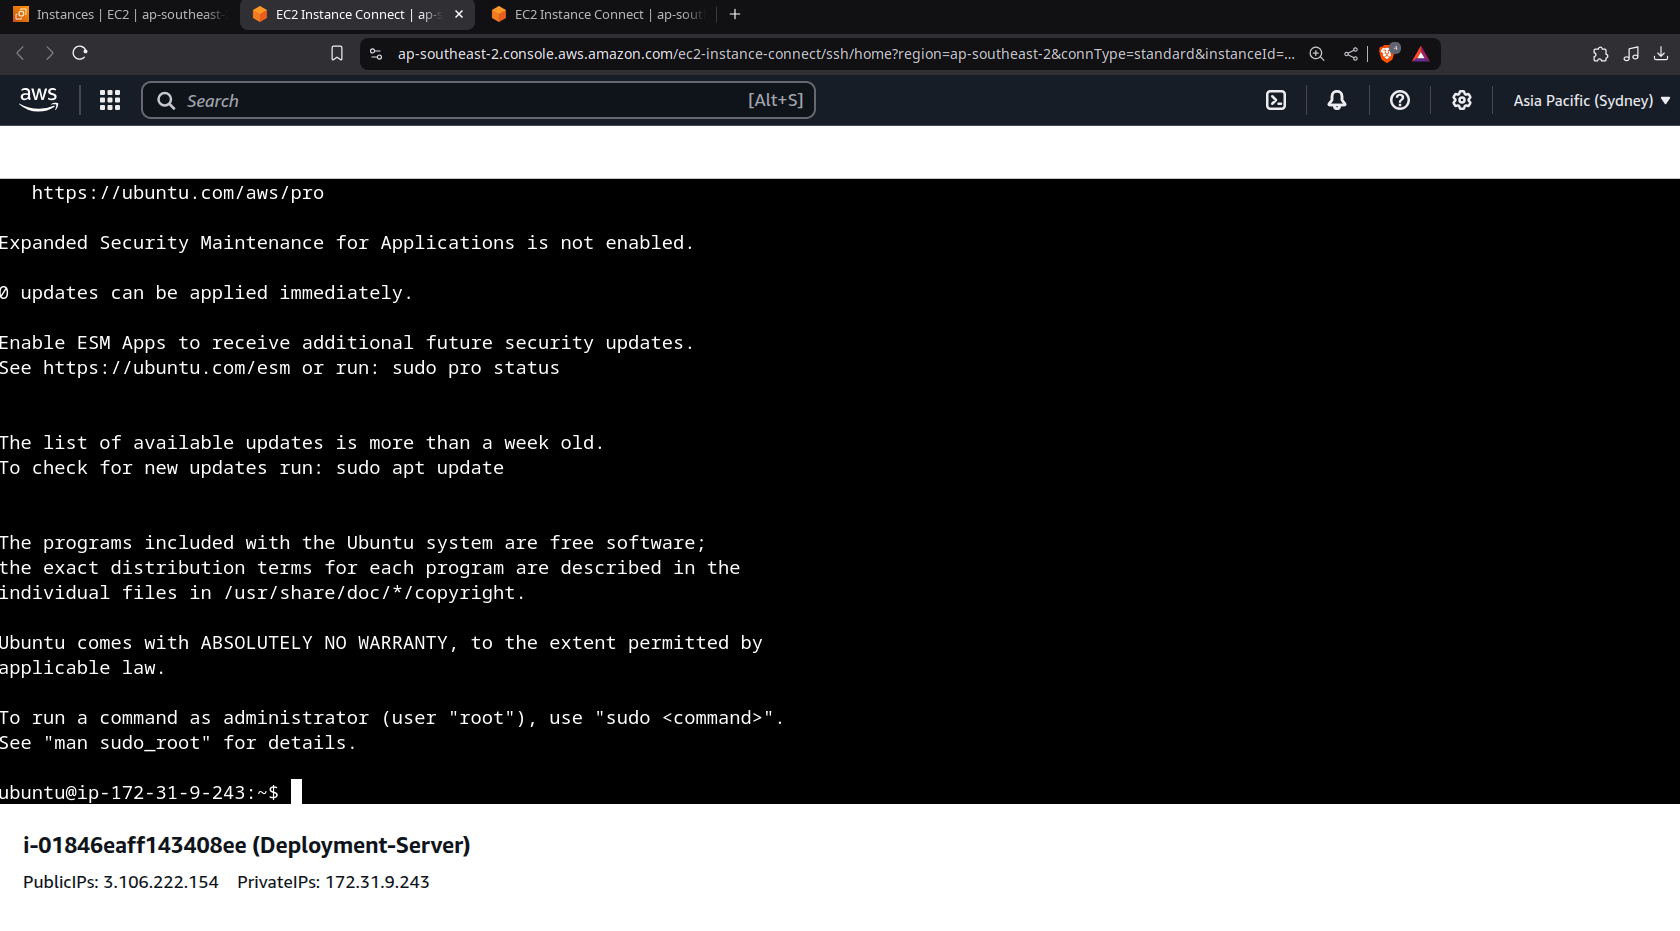 Instances | EC2 | ap-southeast-
EC2 Instance Connect | ap-s
EC2 Instance Connect | ap-sout
ap-southeast-2.console.aws.amazon.com/ec2-instance-connect/ssh/home?region=ap-southeast-2&connType=standard&instanceId=...
4
aws
Search
[Alt+S]
Asia Pacific (Sydney)
https://ubuntu.com/aws/pro
Expanded Security Maintenance for Applications is not enabled.
0 updates can be applied immediately.
Enable ESM Apps to receive additional future security updates.
See https://ubuntu.com/esm or run: sudo pro status
The list of available updates is more than a week old.
To check for new updates run: sudo apt update
The programs included with the Ubuntu system are free software;
the exact distribution terms for each program are described in the
individual files in /usr/share/doc/*/copyright.
Ubuntu comes with ABSOLUTELY NO WARRANTY, to the extent permitted by
applicable law.
To run a command as administrator (user "root"), use "sudo <command>".
See "man sudo_root" for details.
ubuntu@ip-172-31-9-243:~$
i-01846eaff143408ee (Deployment-Server)
PublicIPs: 3.106.222.154 PrivateIPs: 172.31.9.243